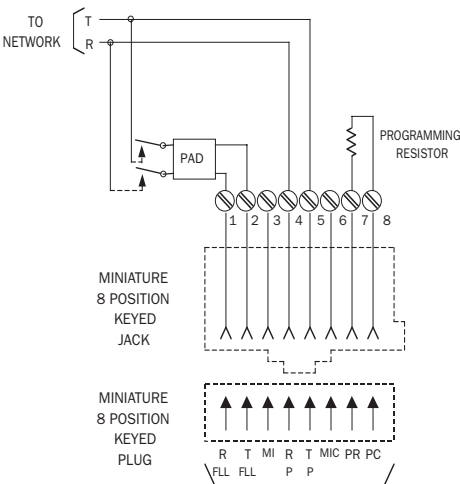 TO
NETWORK
T
R
PAD
PROGRAMMING
RESISTOR
1 2 3 4 5 6 7 8
MINIATURE
8 POSITION
KEYED
JACK
MINIATURE
8 POSITION
KEYED
PLUG
R T MI R T MIC PR PC
FLL FLL P P